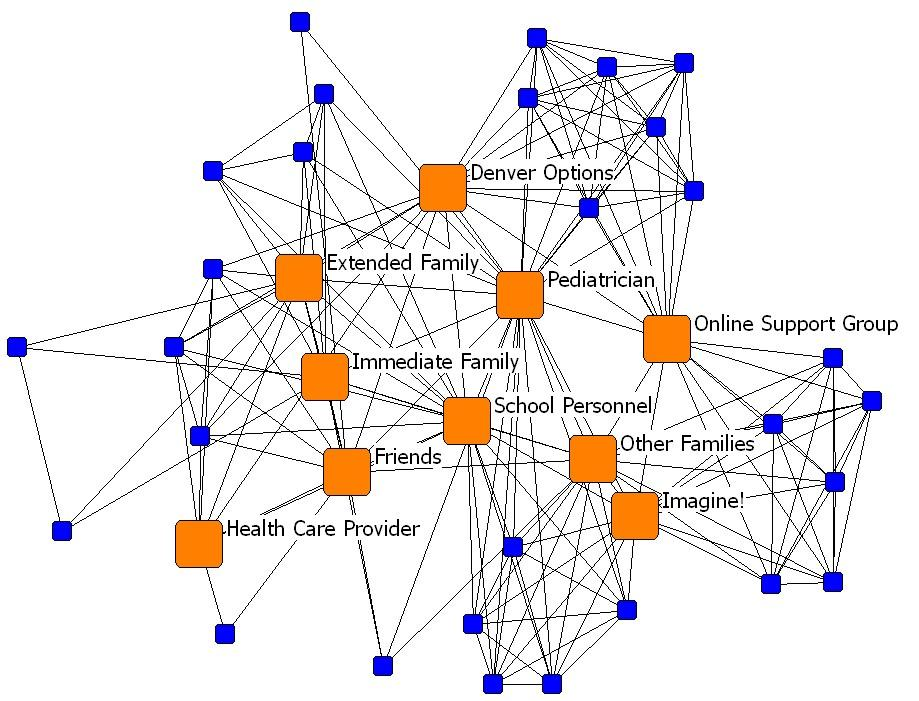 Denver Options
Extended Family
Pediatrician
Online Support Group
Immediate Family
School Personnel
Other Families
Friends
Imagine!
Health Care Provider